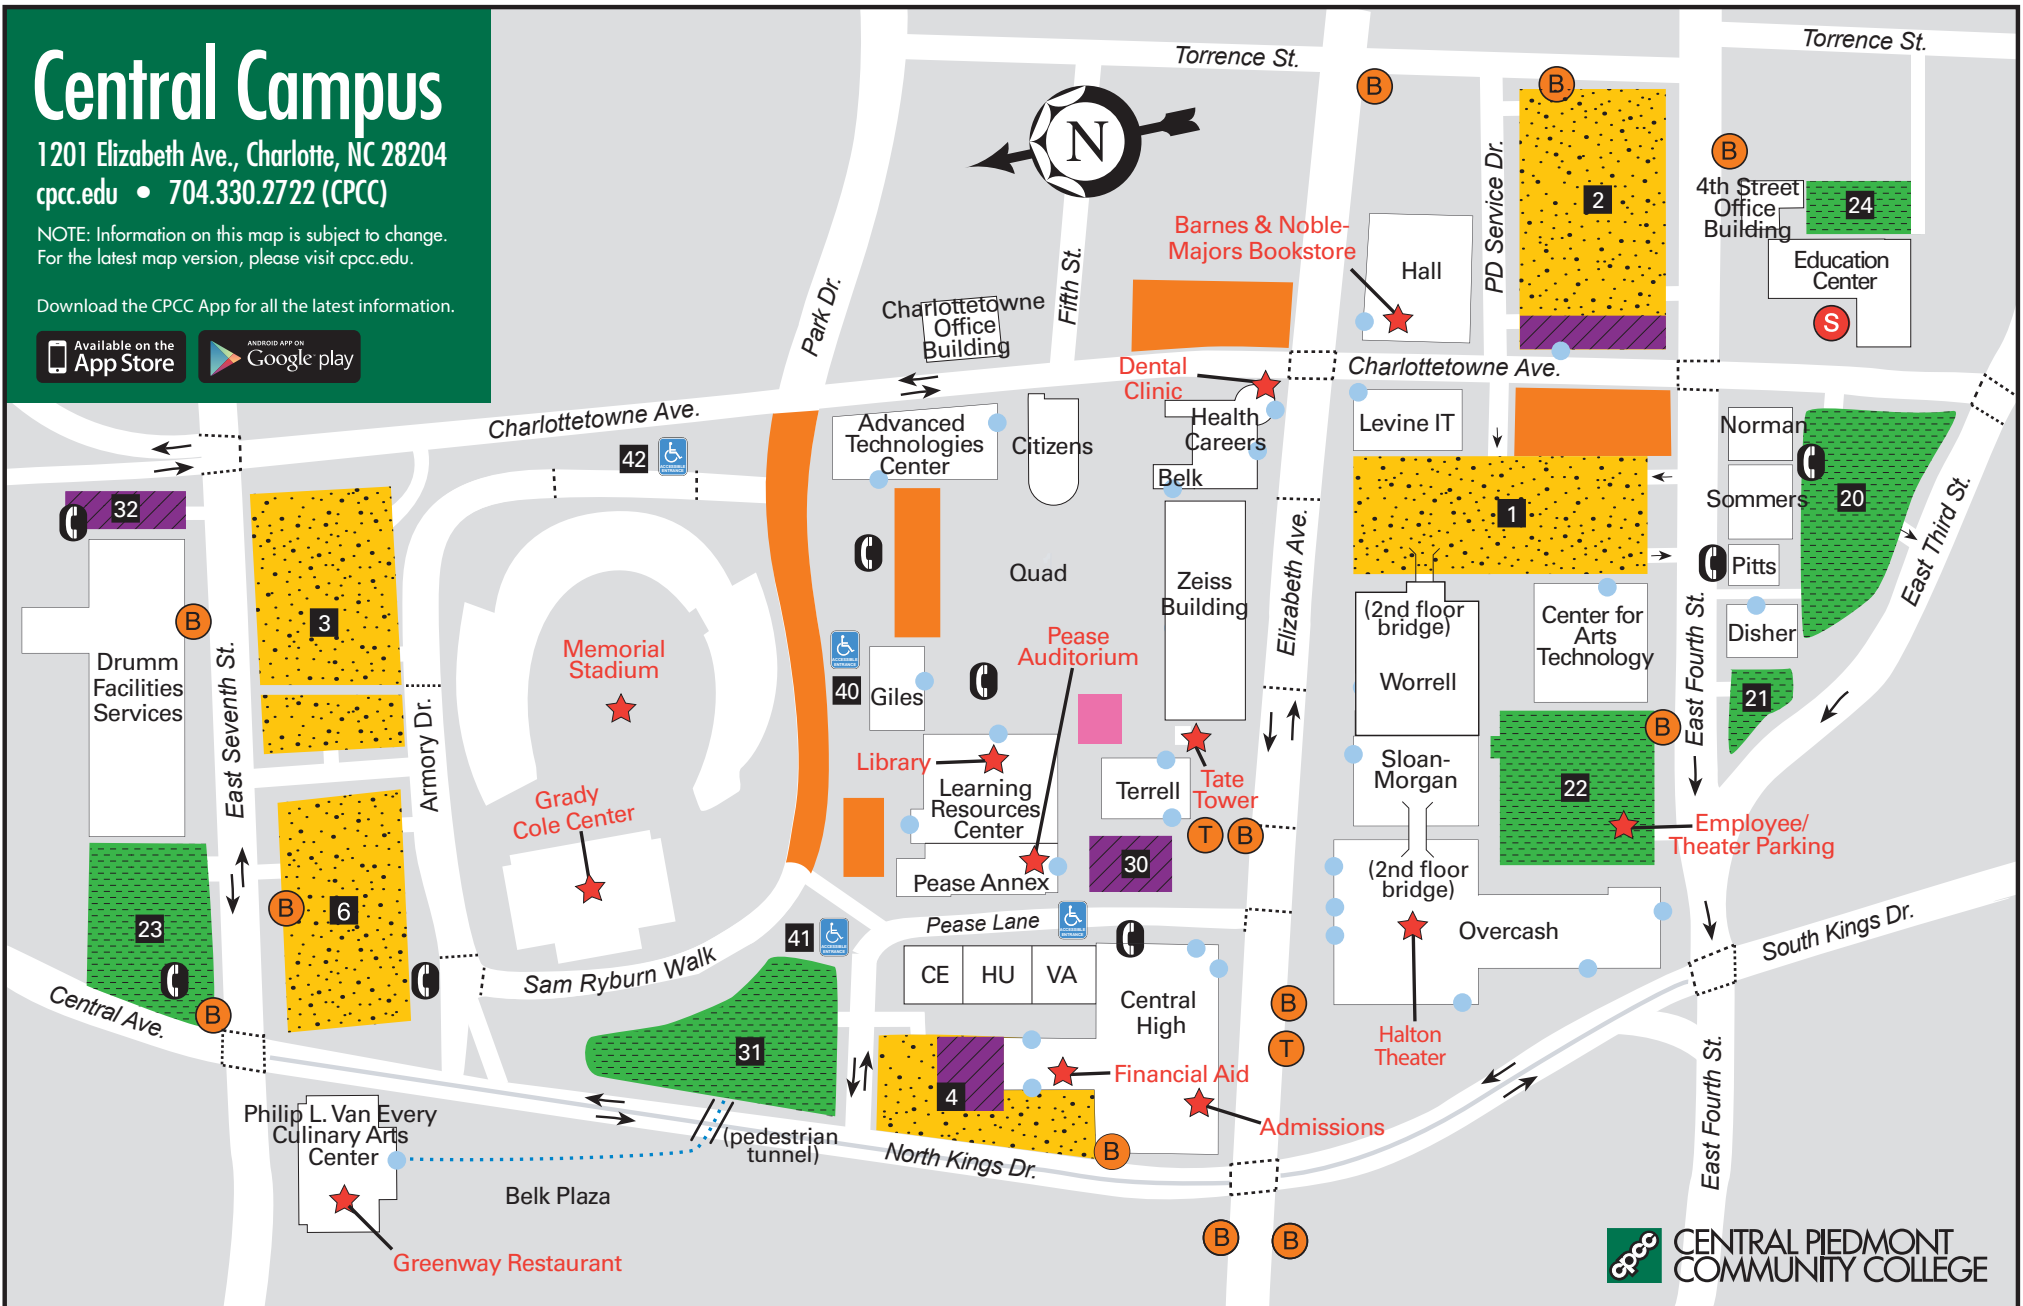 Central Campus
1201 Elizabeth Ave., Charlotte, NC 28204
cpcc.edu • 704.330.2722 (CPCC)
NOTE: Information on this map is subject to change.
For the latest map version, please visit cpcc.edu.
Download the CPCC App for all the latest information.
Available on the
App Store
ANDROID APP ON
Google play
Torrence St.
Torrence St.
B
B
B
N
PD Service Dr.
2
4th Street
Office
Building
24
Education
Center
S
Barnes & Noble-
Majors Bookstore
Hall
Park Dr.
Fifth St.
Charlottetowne
Office
Building
Dental
Clinic
Charlottetowne Ave.
Charlottetowne Ave.
Advanced
Technologies
Center
Citizens
Health
Careers
Belk
Levine IT
Norman
Sommers
20
East Third St.
42
ACCESSIBLE
ENTRANCE
32
1
Pitts
Disher
3
B
Drumm
Facilities
Services
East Seventh St.
Memorial
Stadium
Quad
Zeiss
Building
Elizabeth Ave.
(2nd floor
bridge)
Worrell
Center for
Arts
Technology
East Fourth St.
ACCESSIBLE
ENTRANCE
40
Giles
Pease
Auditorium
21
Armory Dr.
Library
Learning
Resources
Center
Terrell
Tate
Tower
T
B
Sloan-
Morgan
B
22
Employee/
Theater Parking
Grady
Cole Center
Pease Annex
30
(2nd floor
bridge)
Overcash
South Kings Dr.
23
6
B
B
41
ACCESSIBLE
ENTRANCE
Pease Lane
ACCESSIBLE
ENTRANCE
Sam Ryburn Walk
CE
HU
VA
Central
High
B
T
Halton
Theater
Central Ave.
31
4
Financial Aid
Admissions
B
East Fourth St.
Philip L. Van Every
Culinary Arts
Center
(pedestrian
tunnel)
North Kings Dr.
Belk Plaza
Greenway Restaurant
B
B
cpcc
CENTRAL PIEDMONT
COMMUNITY COLLEGE